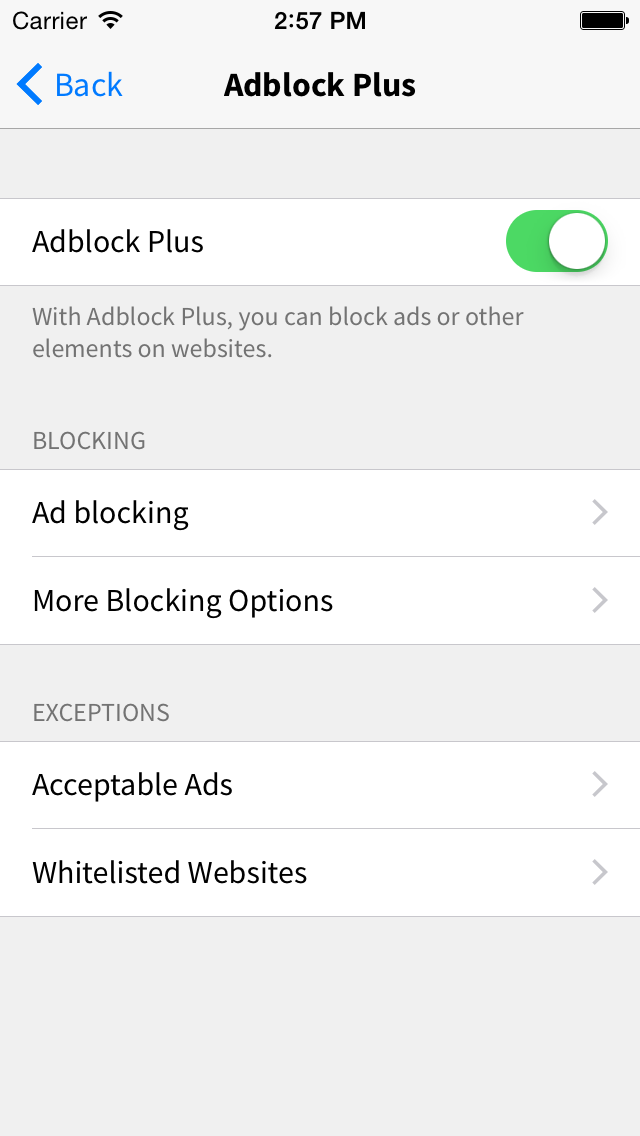 Carrier 2:57 PM
Back Adblock Plus
Adblock Plus
With Adblock Plus, you can block ads or other
elements on websites.
BLOCKING
Ad blocking
More Blocking Options
EXCEPTIONS
Acceptable Ads
Whitelisted Websites